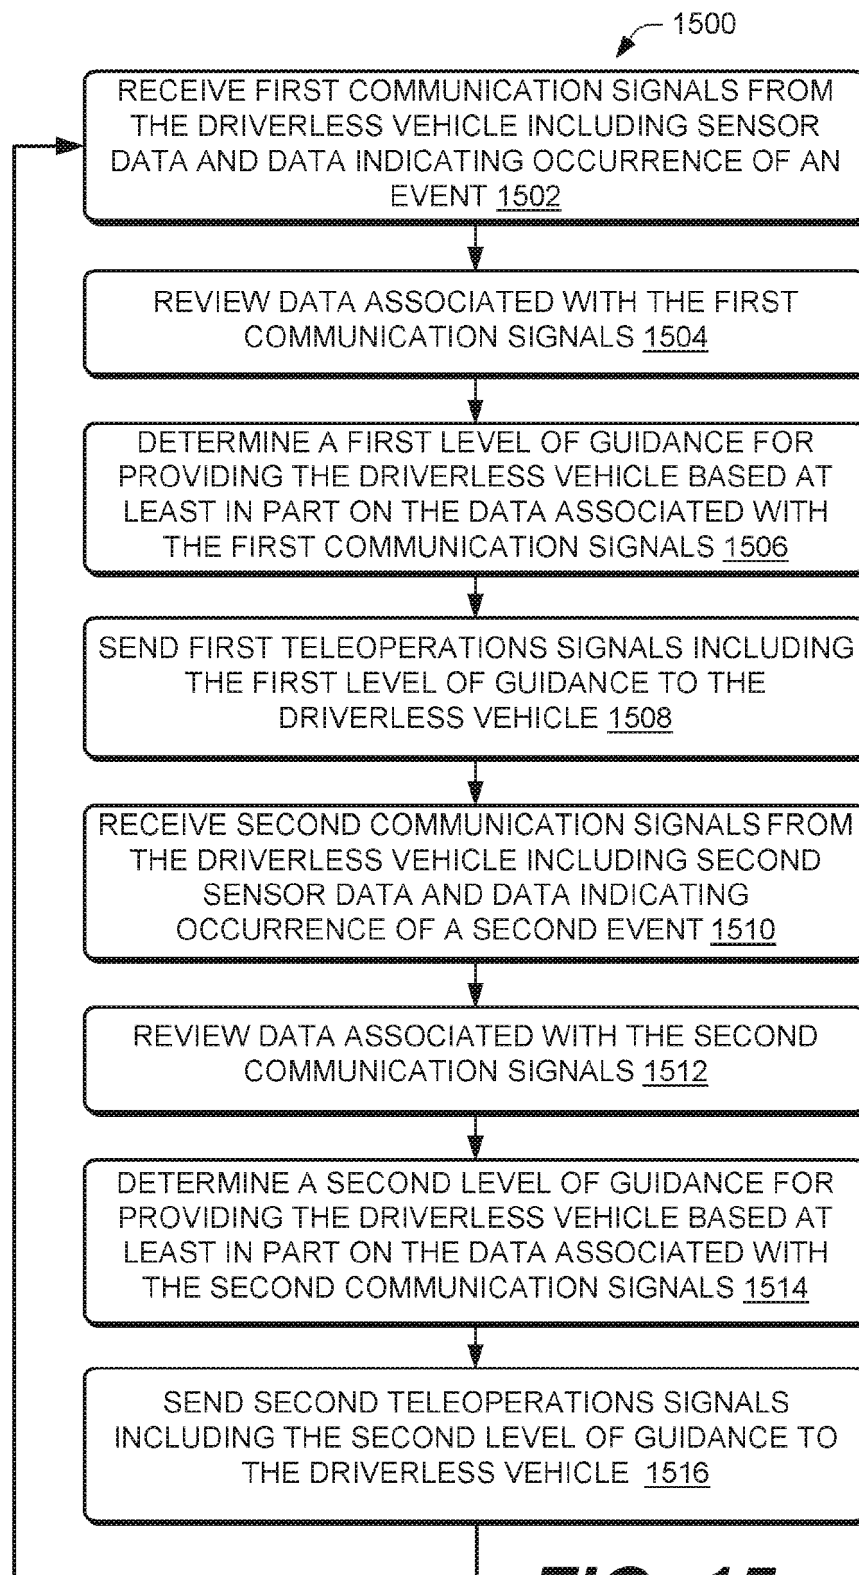 1500
RECEIVE FIRST COMMUNICATION SIGNALS FROM
THE DRIVERLESS VEHICLE INCLUDING SENSOR
DATA AND DATA INDICATING OCCURRENCE OF AN
EVENT 1502
REVIEW DATA ASSOCIATED WITH THE FIRST
COMMUNICATION SIGNALS 1504
DETERMINE A FIRST LEVEL OF GUIDANCE FOR
PROVIDING THE DRIVERLESS VEHICLE BASED AT
LEAST IN PART ON THE DATA ASSOCIATED WITH
THE FIRST COMMUNICATION SIGNALS 1506
SEND FIRST TELEOPERATIONS SIGNALS INCLUDING
THE FIRST LEVEL OF GUIDANCE TO THE
DRIVERLESS VEHICLE 1508
RECEIVE SECOND COMMUNICATION SIGNALS FROM
THE DRIVERLESS VEHICLE INCLUDING SECOND
SENSOR DATA AND DATA INDICATING
OCCURRENCE OF A SECOND EVENT 1510
REVIEW DATA ASSOCIATED WITH THE SECOND
COMMUNICATION SIGNALS 1512
DETERMINE A SECOND LEVEL OF GUIDANCE FOR
PROVIDING THE DRIVERLESS VEHICLE BASED AT
LEAST IN PART ON THE DATA ASSOCIATED WITH
THE SECOND COMMUNICATION SIGNALS 1514
SEND SECOND TELEOPERATIONS SIGNALS
INCLUDING THE SECOND LEVEL OF GUIDANCE TO
THE DRIVERLESS VEHICLE 1516